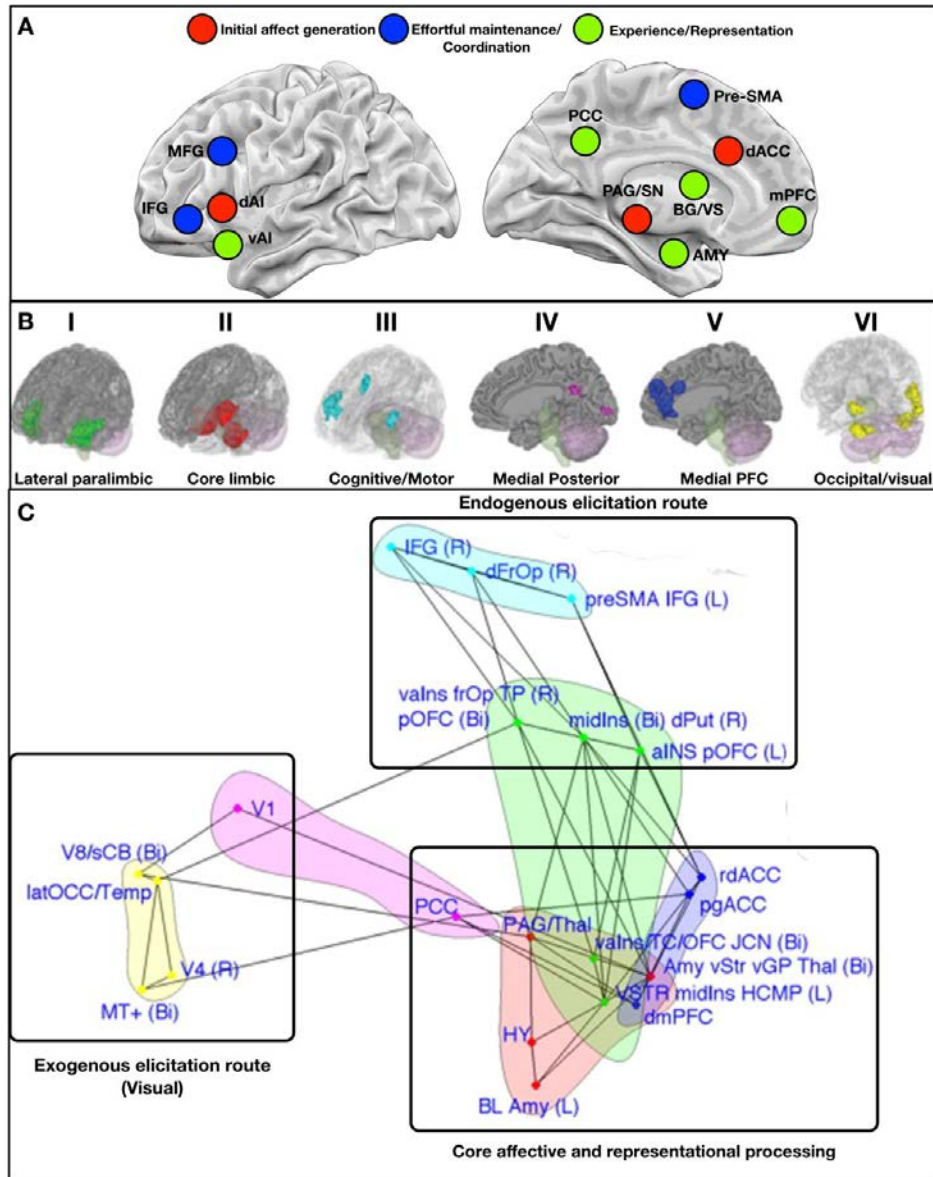 A
Initial affect generation
Effortful maintenance/
Coordination
Experience/Representation
MFG
IFG
dAI
vAI
Pre-SMA
PCC
dACC
PAG/SN
BG/VS
mPFC
AMY
B
I
II
III
IV
V
VI
Lateral paralimbic
Core limbic
Cognitive/Motor
Medial Posterior
Medial PFC
Occipital/visual
C
Endogenous elicitation route
IFG (R)
dFrOp (R)
preSMA IFG (L)
vaIns frOp TP (R)
pOFC (Bi)
midIns (Bi) dPut (R)
aINS pOFC (L)
V1
V8/sCB (Bi)
latOCC/Temp
V4 (R)
MT+ (Bi)
Exogenous elicitation route
(Visual)
PCC
PAG/Thal
rdACC
pgACC
vaIns/TC/OFC JCN (Bi)
Amy vStr vGP Thal (Bi)
VSTR midIns HCMP (L)
dmPFC
HY
BL Amy (L)
Core affective and representational processing